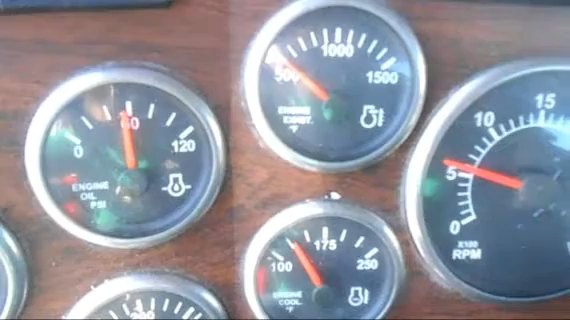 1000
500
1500
ENGINE
EXHST.
°F
60
0
120
ENGINE
OIL
PSI
15
10
5
0
X100
RPM
175
100
250
ENGINE
COOL.
°F
200